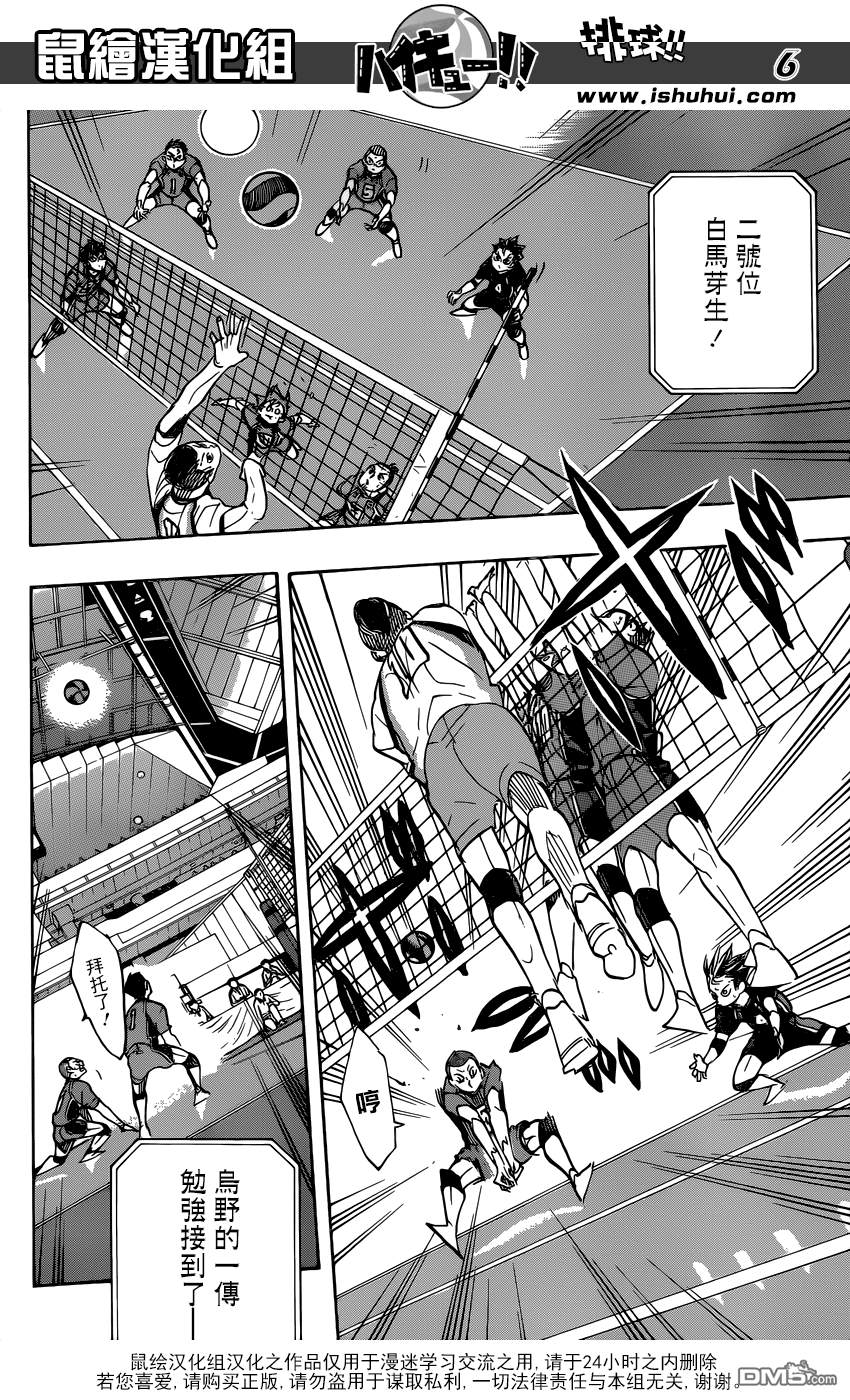 鼠繪漢化組
ハイキュー!!
排球!!
6
www.ishuhui.com
二號位
白馬芽生！
1
5
哼
拜托了！
烏野的一傳
勉強接到了—
鼠绘汉化组汉化之作品仅用于漫迷学习交流之用, 请于24小时之内删除
若您喜爱, 请购买正版, 请勿盗用于谋取私利, 一切法律责任与本组无关, 谢谢.
DM5.com